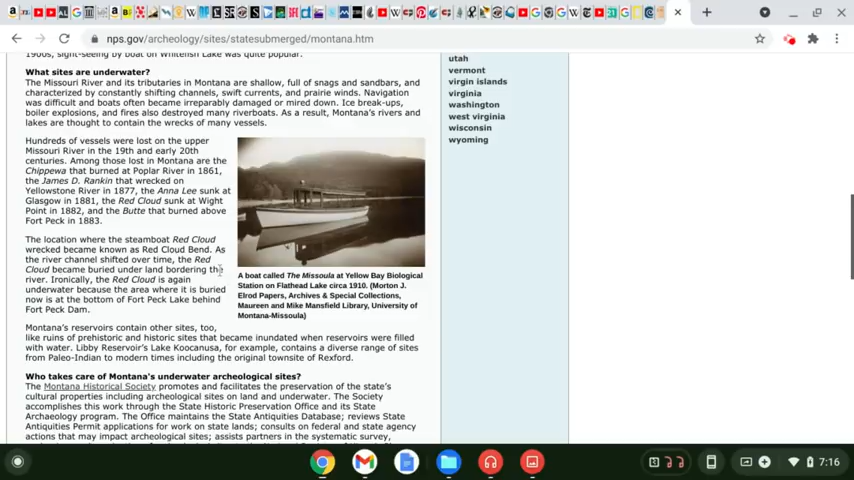 nps.gov/archeology/sites/statesubmerged/montana.htm
1900s, sight-seeing by boat on Whitefish Lake was quite popular.
What sites are underwater?
The Missouri River and its tributaries in Montana are shallow, full of snags and sandbars, and
characterized by constantly shifting channels, swift currents, and prairie winds. Navigation
was difficult and boats often became irreparably damaged or mired down. Ice break-ups,
boiler explosions, and fires also destroyed many riverboats. As a result, Montana's rivers and
lakes are thought to contain the wrecks of many vessels.
Hundreds of vessels were lost on the upper
Missouri River in the 19th and early 20th
centuries. Among those lost in Montana are the
Chippewa that burned at Poplar River in 1861,
the James D. Rankin that wrecked on
Yellowstone River in 1877, the Anna Lee sunk at
Glasgow in 1881, the Red Cloud sunk at Wight
Point in 1882, and the Butte that burned above
Fort Peck in 1883.
The location where the steamboat Red Cloud
wrecked became known as Red Cloud Bend. As
the river channel shifted over time, the Red
Cloud became buried under land bordering the
river. Ironically, the Red Cloud is again
underwater because the area where it is buried
now is at the bottom of Fort Peck Lake behind
Fort Peck Dam.
A boat called The Missoula at Yellow Bay Biological
Station on Flathead Lake circa 1910. (Morton J.
Elrod Papers, Archives & Special Collections,
Maureen and Mike Mansfield Library, University of
Montana-Missoula)
Montana's reservoirs contain other sites, too,
like ruins of prehistoric and historic sites that became inundated when reservoirs were filled
with water. Libby Reservoir's Lake Koocanusa, for example, contains a diverse range of sites
from Paleo-Indian to modern times including the original townsite of Rexford.
Who takes care of Montana's underwater archeological sites?
The Montana Historical Society promotes and facilitates the preservation of the state's
cultural properties including archeological sites on land and underwater. The Society
accomplishes this work through the State Historic Preservation Office and its State
Archaeology program. The Office maintains the State Antiquities Database; reviews State
Antiquities Permit applications for work on state lands; consults on federal and state agency
actions that may impact archeological sites; assists partners in the systematic survey,
utah
vermont
virgin islands
virginia
washington
west virginia
wisconsin
wyoming
7:16